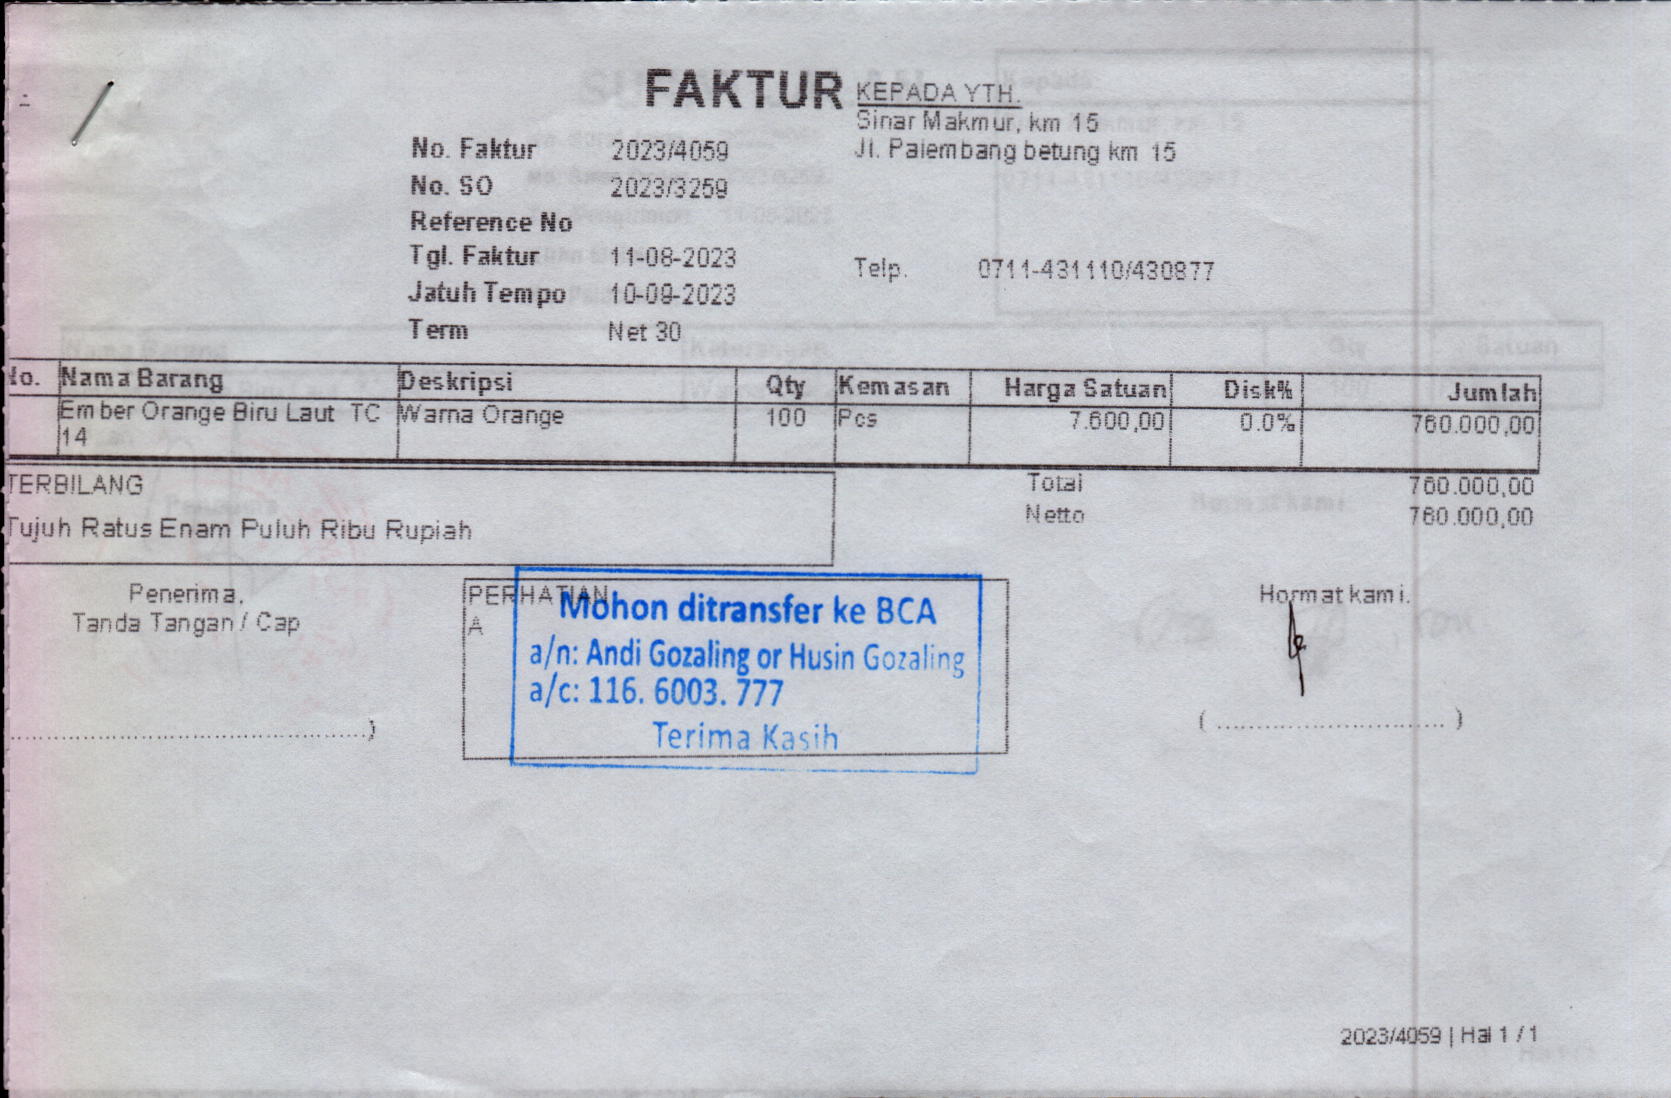 FAKTUR
KEPADA YTH.
Sinar Makmur, km 15
Jl. Palembang betung km 15
No. Faktur 2023/4059
No. SO 2023/3259
Reference No
Tgl. Faktur 11-08-2023
Telp. 0711-431110/430877
Jatuh Tempo 10-09-2023
Term Net 30
No. Nama Barang Deskripsi Qty Kemasan Harga Satuan Disk% Jumlah
Ember Orange Biru Laut TC Warna Orange 100 Pcs 7.600,00 0.0% 760.000,00
14
TERBILANG
Total 760.000,00
Netto 760.000,00
Tujuh Ratus Enam Puluh Ribu Rupiah
Penerima,
Tanda Tangan / Cap
PERHATIAN
A
Mohon ditransfer ke BCA
a/n: Andi Gozaling or Husin Gozaling
a/c: 116. 6003. 777
Terima Kasih
Hormat kami.
..............................................)
( ............................. )
2023/4059 | Hal 1 / 1